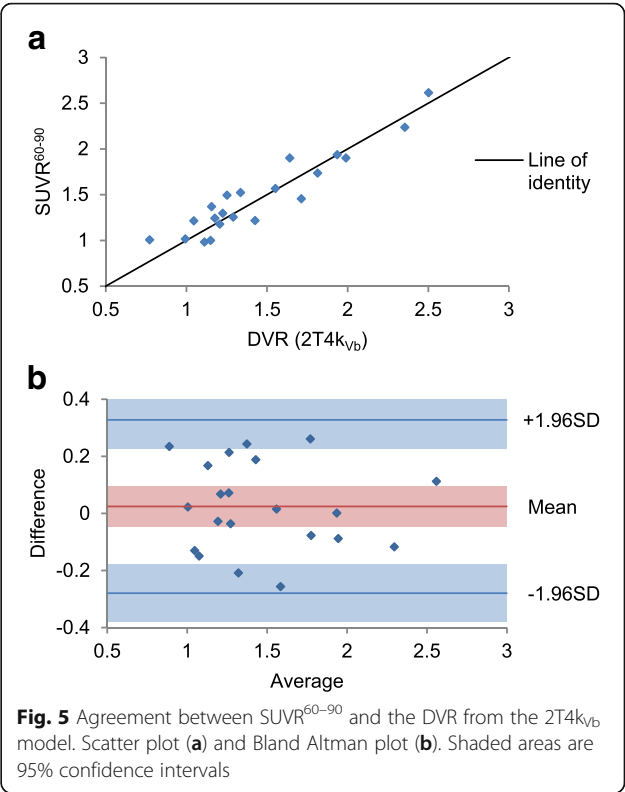 a
3
2.5
2
1.5
1
0.5
SUVR60-90
0.5 1 1.5 2 2.5 3
DVR (2T4kVb)
Line of
identity
b
0.4
0.2
0
-0.2
-0.4
Difference
0.5 1 1.5 2 2.5 3
Average
+1.96SD
Mean
-1.96SD
Fig. 5 Agreement between SUVR60–90 and the DVR from the 2T4kVb
model. Scatter plot (a) and Bland Altman plot (b). Shaded areas are
95% confidence intervals